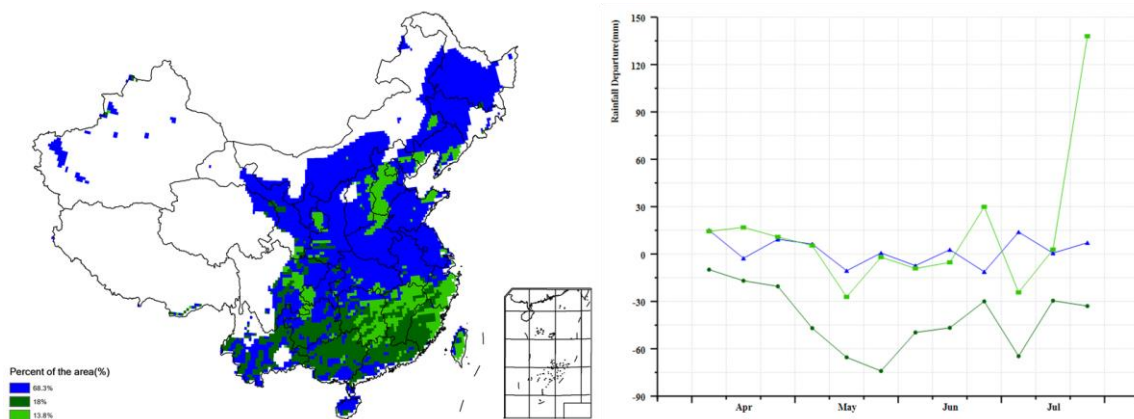 Percent of the area(%)
68.3%
18%
13.8%
Rainfall Departure(mm)
150
120
90
60
30
0
-30
-60
-90
Apr
May
Jun
Jul